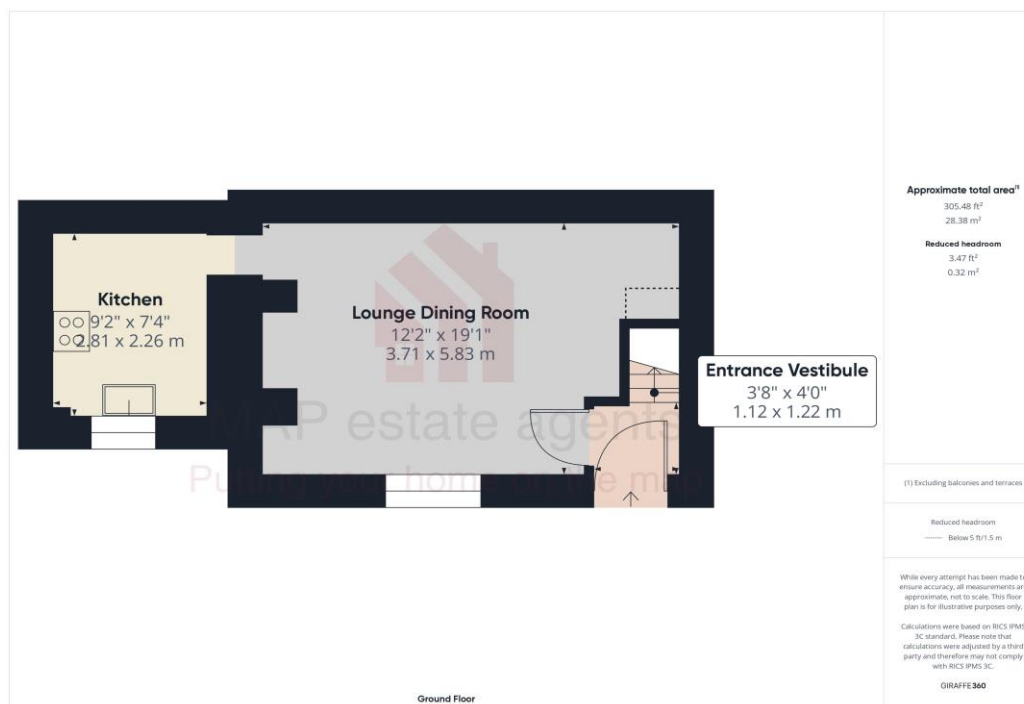 Kitchen
9'2" x 7'4"
2.81 x 2.26 m
Lounge Dining Room
12'2" x 19'1"
3.71 x 5.83 m
Entrance Vestibule
3'8" x 4'0"
1.12 x 1.22 m
MAP estate agents
Putting your home on the map
Ground Floor
Approximate total area⁽¹⁾
305.48 ft²
28.38 m²
Reduced headroom
3.47 ft²
0.32 m²
(1) Excluding balconies and terraces
Reduced headroom
Below 5 ft/1.5 m
While every attempt has been made to
ensure accuracy, all measurements are
approximate, not to scale. This floor
plan is for illustrative purposes only.
Calculations were based on RICS IPMS
3C standard. Please note that
calculations were adjusted by a third
party and therefore may not comply
with RICS IPMS 3C.
GIRAFFE360